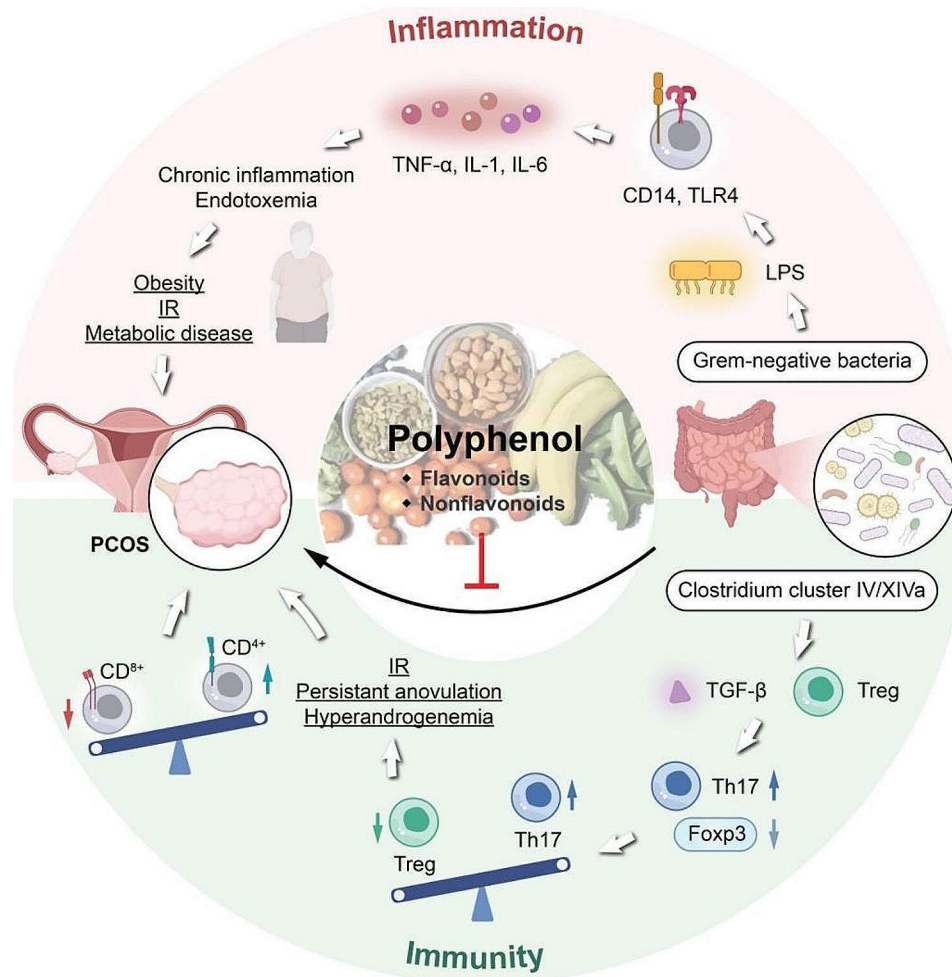 Inflammation
TNF-α, IL-1, IL-6
CD14, TLR4
Chronic inflammation
Endotoxemia
LPS
Obesity
IR
Metabolic disease
Grem-negative bacteria
Polyphenol
◆ Flavonoids
◆ Nonflavonoids
PCOS
Clostridium cluster IV/XIVa
CD8+
CD4+
IR
Persistant anovulation
Hyperandrogenemia
TGF-β
Treg
Th17
Foxp3
Treg
Th17
Immunity